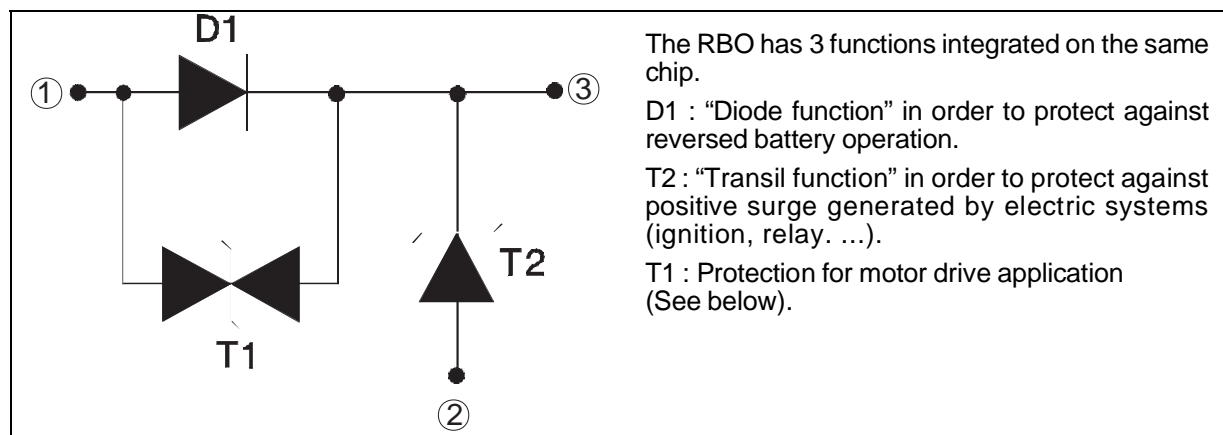 D1
①
③
T2
T1
②
The RBO has 3 functions integrated on the same
chip.
D1 : “Diode function” in order to protect against
reversed battery operation.
T2 : “Transil function” in order to protect against
positive surge generated by electric systems
(ignition, relay. ...).
T1 : Protection for motor drive application
(See below).